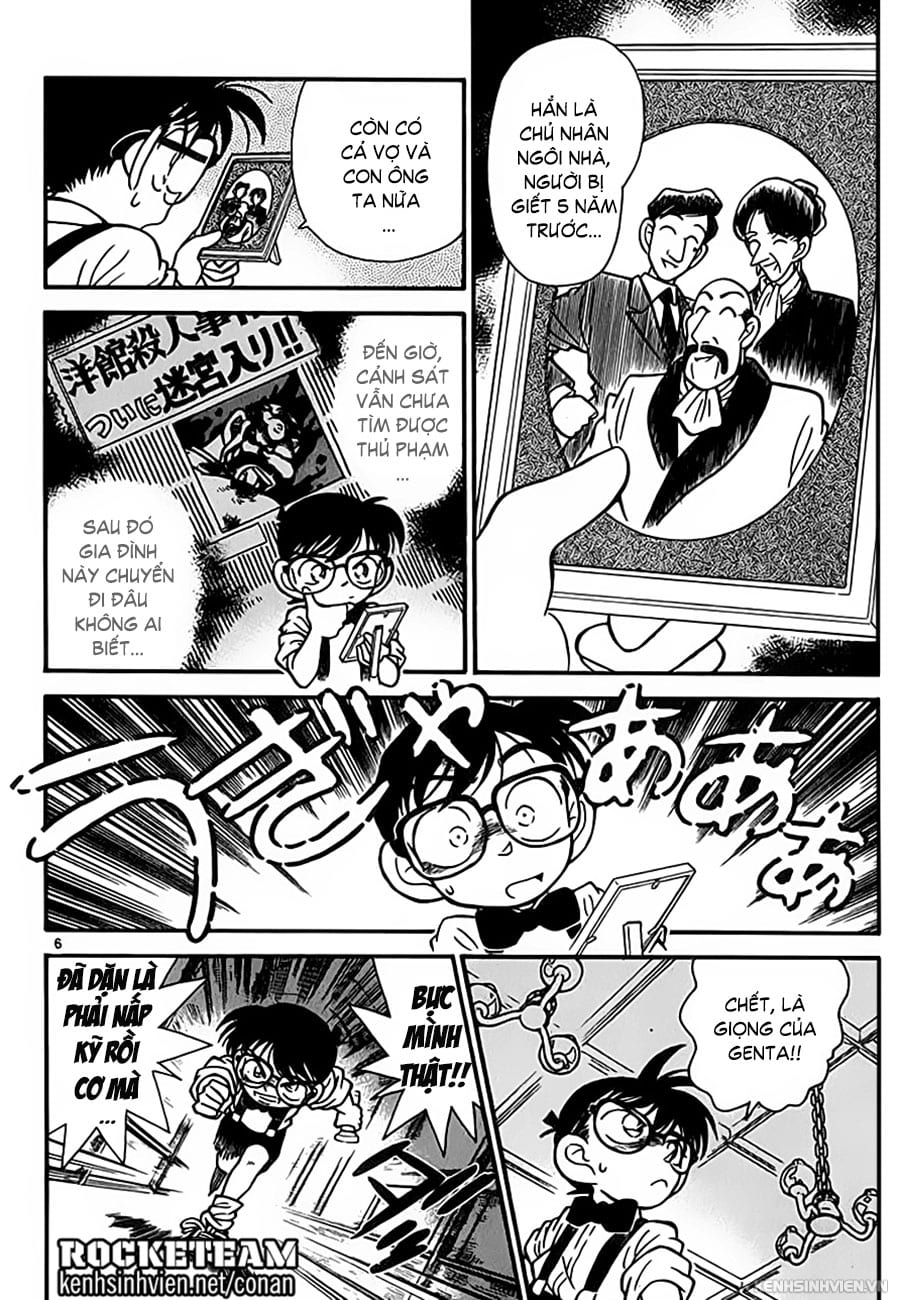 HẲN LÀ
CHỦ NHÂN
NGÔI NHÀ,
NGƯỜI BỊ
GIẾT 5 NĂM
TRƯỚC...
CÒN CÓ
CẢ VỢ VÀ
CON ÔNG
TA NỮA
...
洋館殺人事件
ついに迷宮入り!!
ĐẾN GIỜ,
CẢNH SÁT
VẪN CHƯA
TÌM ĐƯỢC
THỦ PHẠM
...
SAU ĐÓ
GIA ĐÌNH
NÀY CHUYỂN
ĐI ĐÂU
KHÔNG AI
BIẾT...
うぎゃあああ
6
CHẾT, LÀ
GIỌNG CỦA
GENTA!!
BỰC
MÌNH
THẬT!!
ĐÃ DẶN LÀ
PHẢI NẤP
KỸ RỒI
CƠ MÀ
...
ダダ
ROCKETEAM
kenhsinhvien.net/conan
KENHSINHVIEN.VN